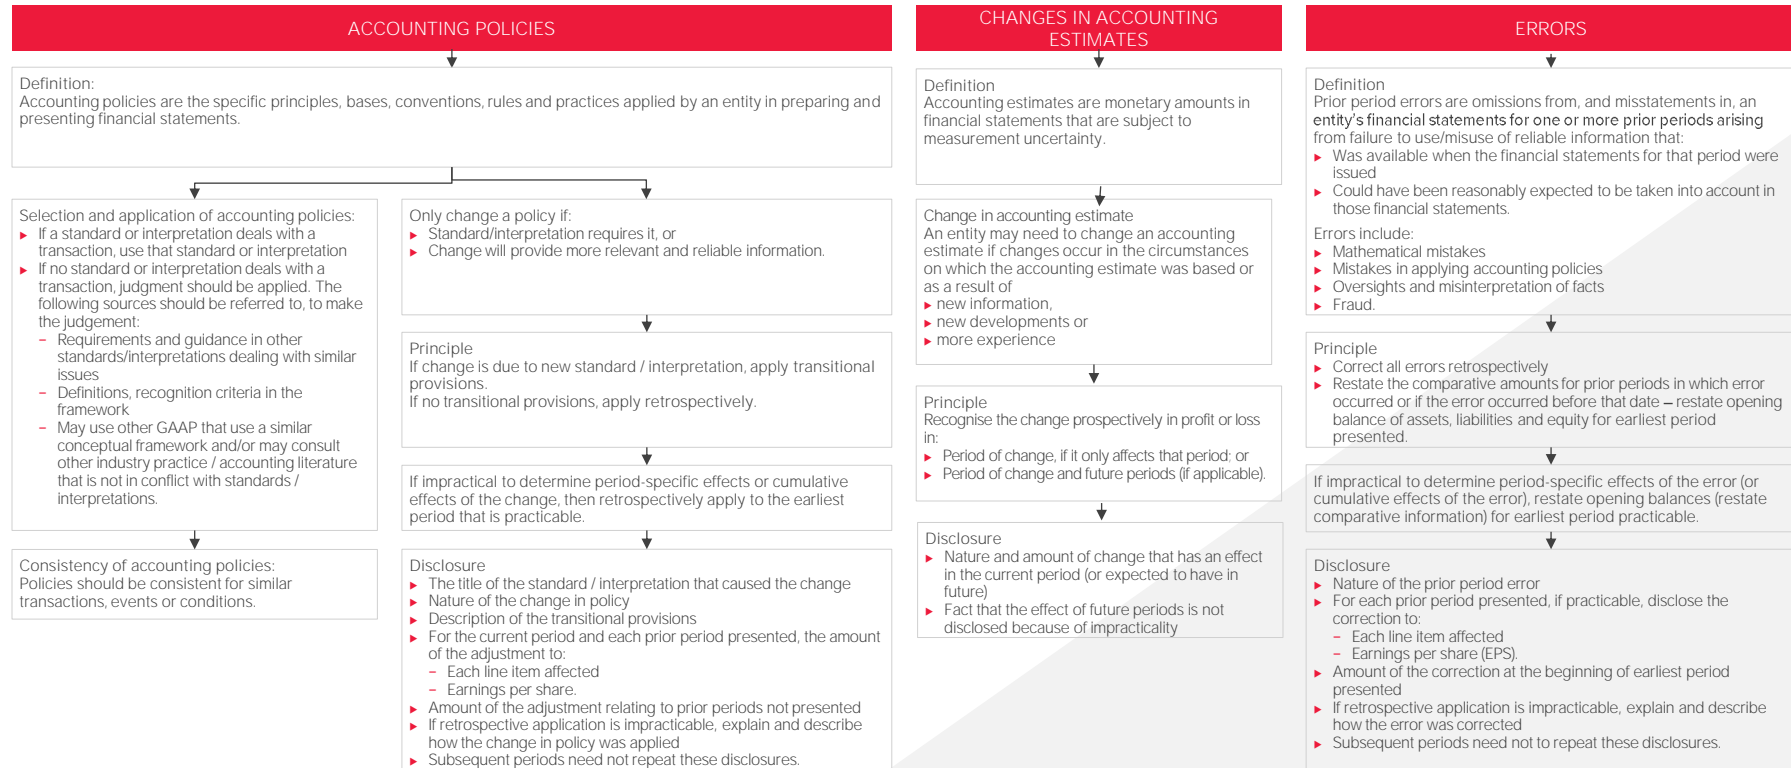 ACCOUNTING POLICIES
Definition:
Accounting policies are the specific principles, bases, conventions, rules and practices applied by an entity in preparing and
presenting financial statements.
Selection and application of accounting policies:
► If a standard or interpretation deals with a
transaction, use that standard or interpretation
► If no standard or interpretation deals with a
transaction, judgment should be applied. The
following sources should be referred to, to make
the judgement:
– Requirements and guidance in other
standards/interpretations dealing with similar
issues
– Definitions, recognition criteria in the
framework
– May use other GAAP that use a similar
conceptual framework and/or may consult
other industry practice / accounting literature
that is not in conflict with standards /
interpretations.
Consistency of accounting policies:
Policies should be consistent for similar
transactions, events or conditions.
Only change a policy if:
► Standard/interpretation requires it, or
► Change will provide more relevant and reliable information.
Principle
If change is due to new standard / interpretation, apply transitional
provisions.
If no transitional provisions, apply retrospectively.
If impractical to determine period-specific effects or cumulative
effects of the change, then retrospectively apply to the earliest
period that is practicable.
Disclosure
► The title of the standard / interpretation that caused the change
► Nature of the change in policy
► Description of the transitional provisions
► For the current period and each prior period presented, the amount
of the adjustment to:
– Each line item affected
– Earnings per share.
► Amount of the adjustment relating to prior periods not presented
► If retrospective application is impracticable, explain and describe
how the change in policy was applied
► Subsequent periods need not repeat these disclosures.
CHANGES IN ACCOUNTING
ESTIMATES
Definition
Accounting estimates are monetary amounts in
financial statements that are subject to
measurement uncertainty.
Change in accounting estimate
An entity may need to change an accounting
estimate if changes occur in the circumstances
on which the accounting estimate was based or
as a result of
► new information,
► new developments or
► more experience
Principle
Recognise the change prospectively in profit or loss
in:
► Period of change, if it only affects that period; or
► Period of change and future periods (if applicable).
Disclosure
► Nature and amount of change that has an effect
in the current period (or expected to have in
future)
► Fact that the effect of future periods is not
disclosed because of impracticality
ERRORS
Definition
Prior period errors are omissions from, and misstatements in, an
entity's financial statements for one or more prior periods arising
from failure to use/misuse of reliable information that:
► Was available when the financial statements for that period were
issued
► Could have been reasonably expected to be taken into account in
those financial statements.
Errors include:
► Mathematical mistakes
► Mistakes in applying accounting policies
► Oversights and misinterpretation of facts
► Fraud.
Principle
► Correct all errors retrospectively
► Restate the comparative amounts for prior periods in which error
occurred or if the error occurred before that date – restate opening
balance of assets, liabilities and equity for earliest period
presented.
If impractical to determine period-specific effects of the error (or
cumulative effects of the error), restate opening balances (restate
comparative information) for earliest period practicable.
Disclosure
► Nature of the prior period error
► For each prior period presented, if practicable, disclose the
correction to:
– Each line item affected
– Earnings per share (EPS).
► Amount of the correction at the beginning of earliest period
presented
► If retrospective application is impracticable, explain and describe
how the error was corrected
► Subsequent periods need not to repeat these disclosures.